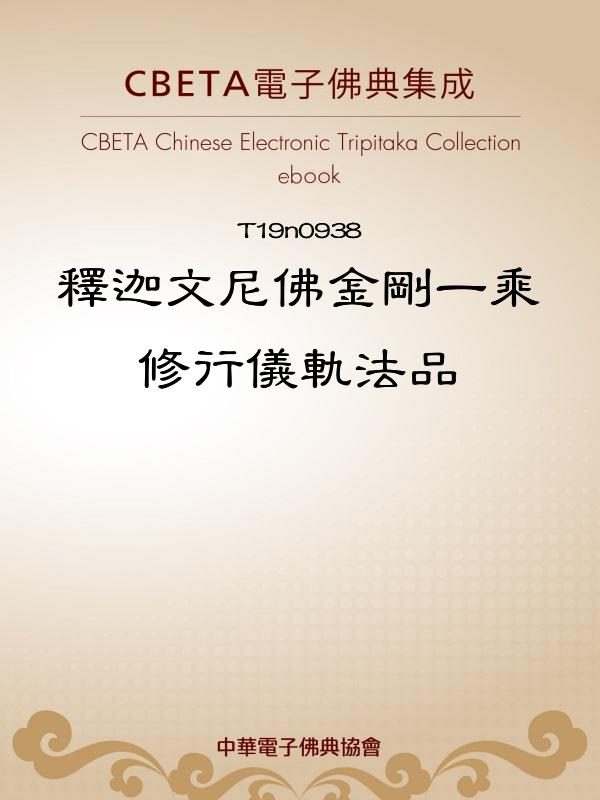 CBETA電子佛典集成
CBETA Chinese Electronic Tripitaka Collection
ebook
T19n0938
釋迦文尼佛金剛一乘
修行儀軌法品
中華電子佛典協會